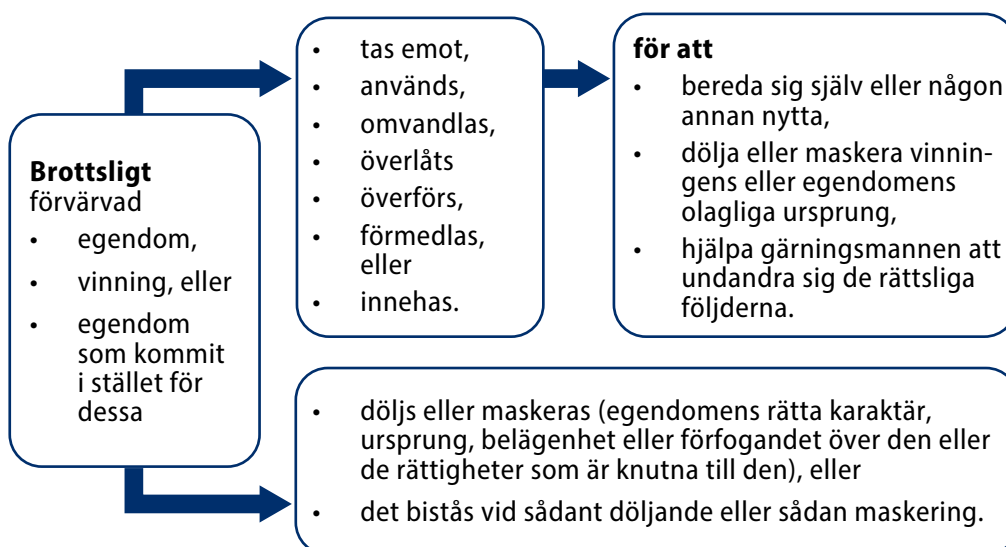 Brottsligt
förvärvad
• egendom,
• vinning, eller
• egendom
som kommit
i stället för
dessa
• tas emot,
• används,
• omvandlas,
• överlåts
• överförs,
• förmedlas,
eller
• innehas.
för att
• bereda sig själv eller någon
annan nytta,
• dölja eller maskera vinnin-
gens eller egendomens
olagliga ursprung,
• hjälpa gärningsmannen att
undandra sig de rättsliga
följderna.
• döljs eller maskeras (egendomens rätta karaktär,
ursprung, belägenhet eller förfogandet över den eller
de rättigheter som är knutna till den), eller
• det bistås vid sådant döljande eller sådan maskering.